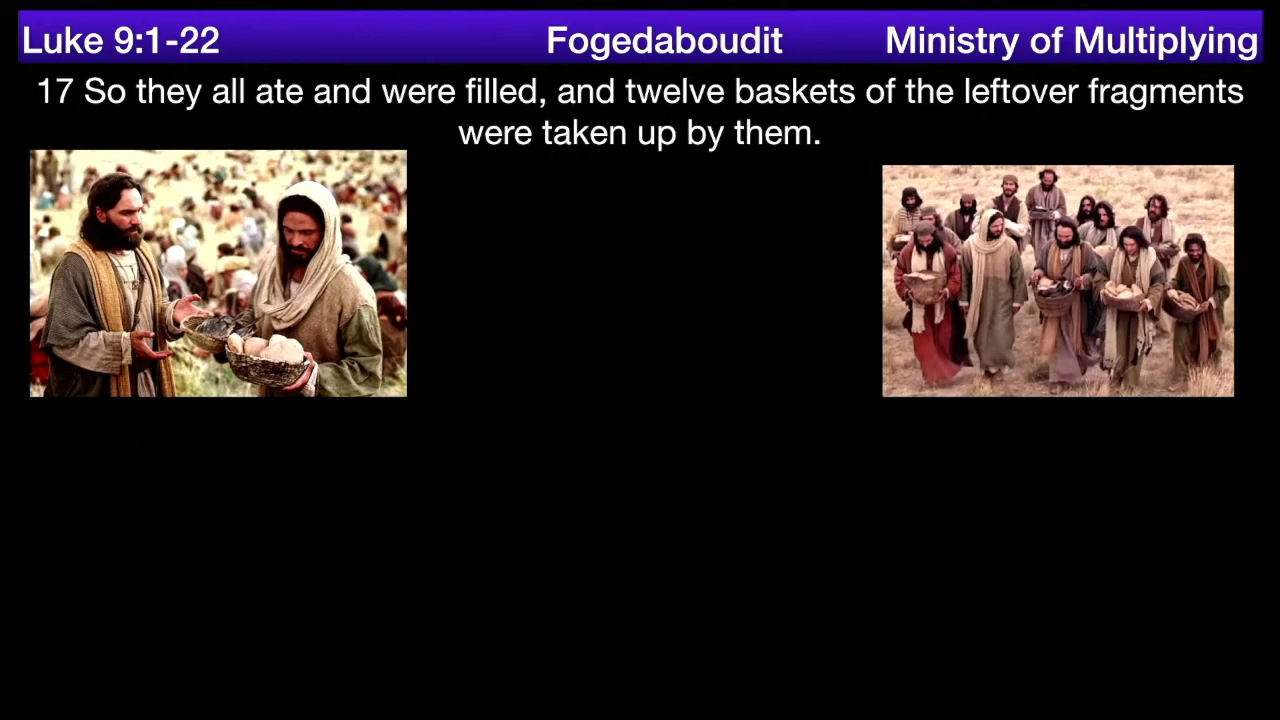 Luke 9:1-22 Fogedaboudit Ministry of Multiplying
17 So they all ate and were filled, and twelve baskets of the leftover fragments
were taken up by them.